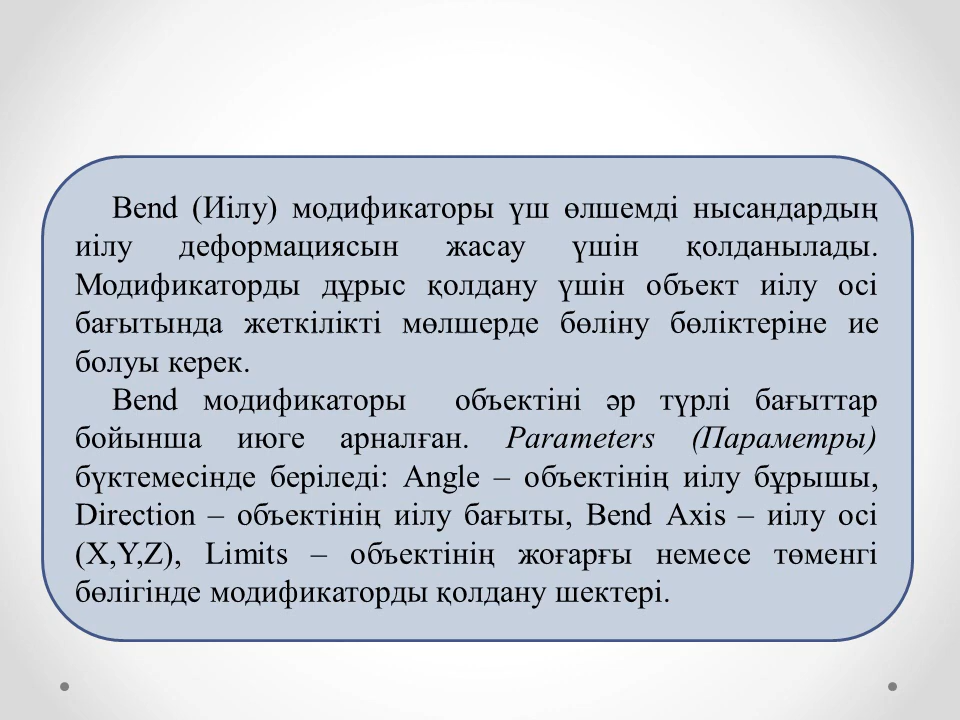 Bend (Иілу) модификаторы үш өлшемді нысандардың
иілу деформациясын жасау үшін қолданылады.
Модификаторды дұрыс қолдану үшін объект иілу осі
бағытында жеткілікті мөлшерде бөліну бөліктеріне ие
болуы керек.
Bend модификаторы объектіні әр түрлі бағыттар
бойынша июге арналған. Parameters (Параметры)
бүктемесінде беріледі: Angle – объектінің иілу бұрышы,
Direction – объектінің иілу бағыты, Bend Axis – иілу осі
(X,Y,Z), Limits – объектінің жоғарғы немесе төменгі
бөлігінде модификаторды қолдану шектері.